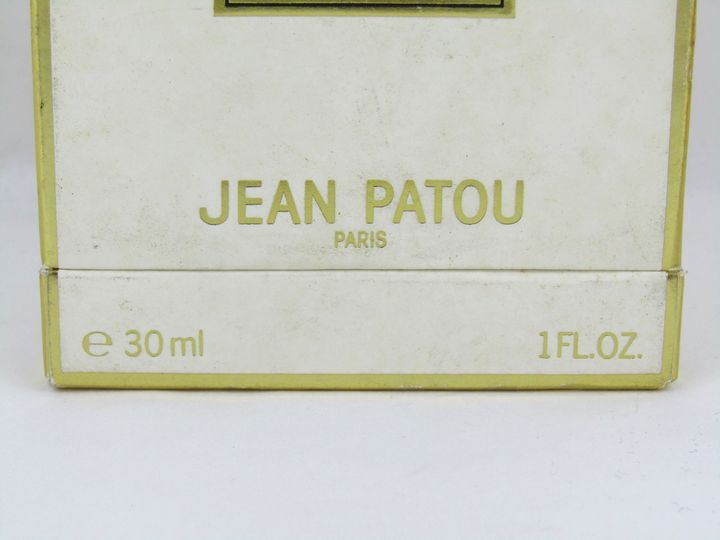 JEAN PATOU
PARIS
℮ 30 ml
1 FL.OZ.